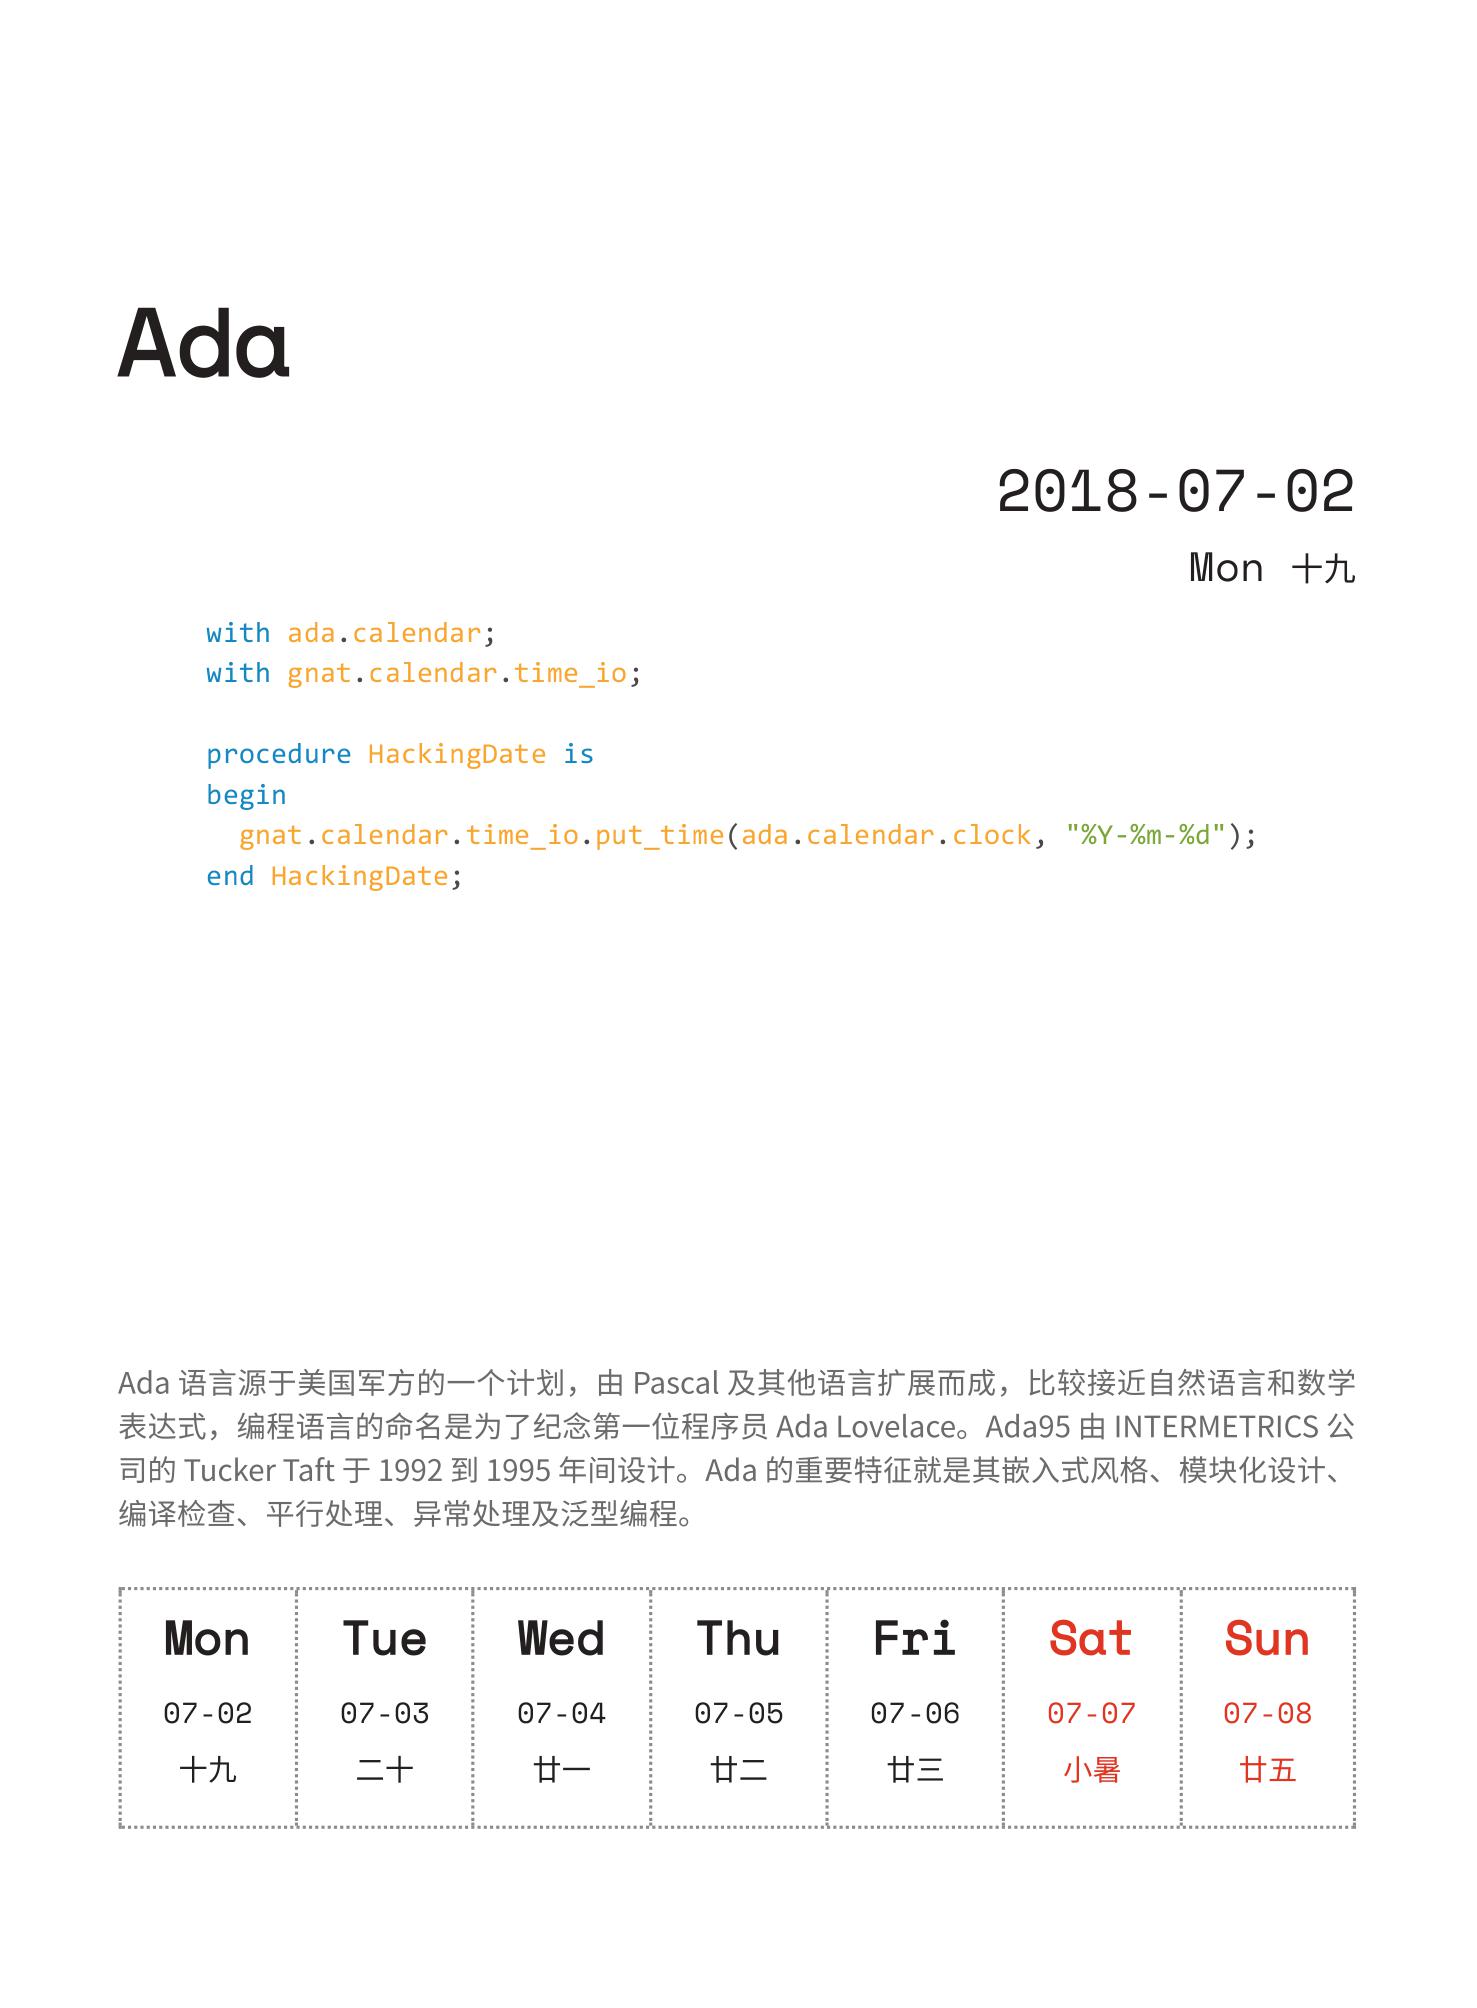 Ada
2018-07-02
Mon 十九
with ada.calendar;
with gnat.calendar.time_io;
procedure HackingDate is
begin
  gnat.calendar.time_io.put_time(ada.calendar.clock, "%Y-%m-%d");
end HackingDate;
Ada 语言源于美国军方的一个计划，由 Pascal 及其他语言扩展而成，比较接近自然语言和数学
表达式，编程语言的命名是为了纪念第一位程序员 Ada Lovelace。Ada95 由 INTERMETRICS 公
司的 Tucker Taft 于 1992 到 1995 年间设计。Ada 的重要特征就是其嵌入式风格、模块化设计、
编译检查、平行处理、异常处理及泛型编程。
Mon Tue Wed Thu Fri Sat Sun
07-02 07-03 07-04 07-05 07-06 07-07 07-08
十九 二十 廿一 廿二 廿三 小暑 廿五